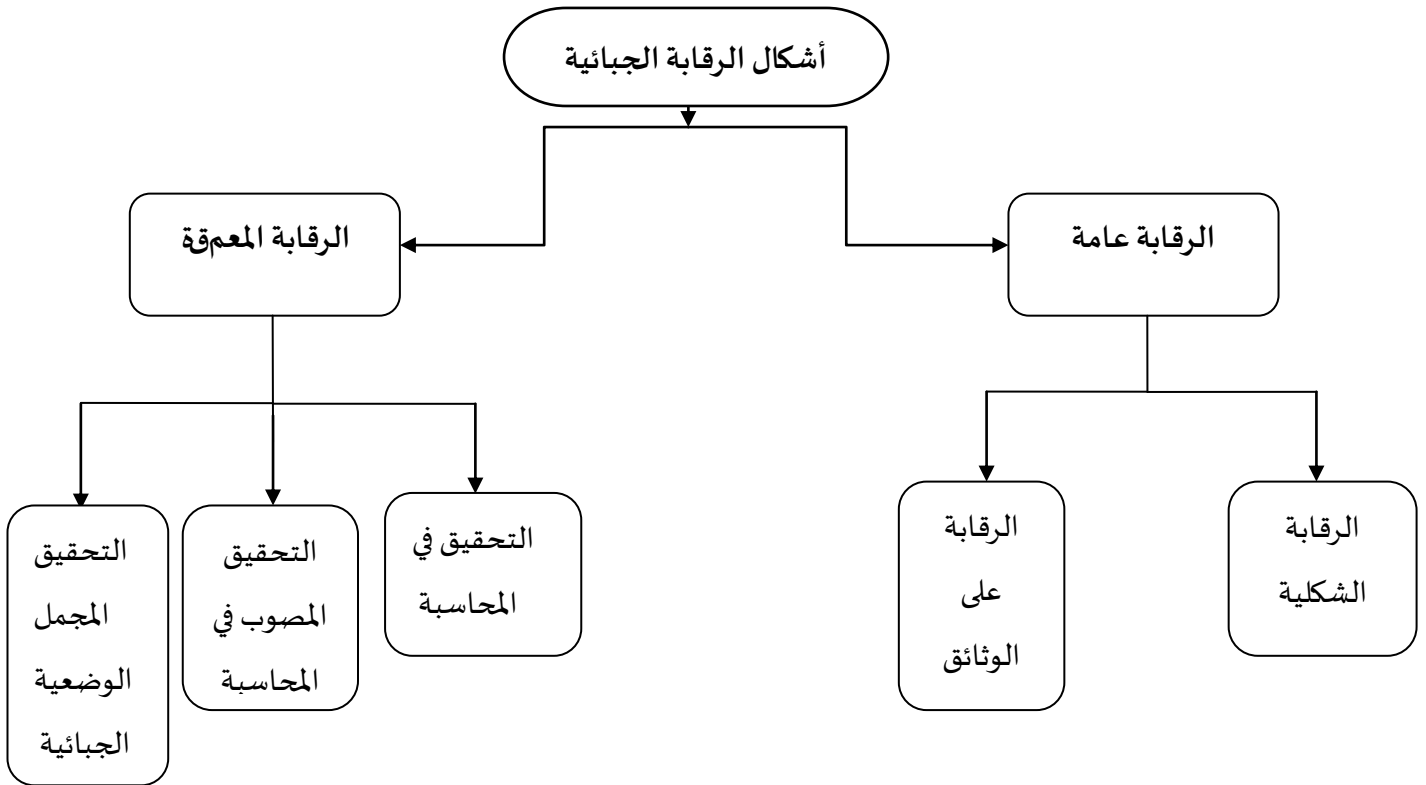 أشكال الرقابة الجبائية
الرقابة عامة
الرقابة المعمقة
الرقابة
الشكلية
الرقابة
على
الوثائق
التحقيق في
المحاسبة
التحقيق
المصوب في
المحاسبة
التحقيق
المجمل
الوضعية
الجبائية